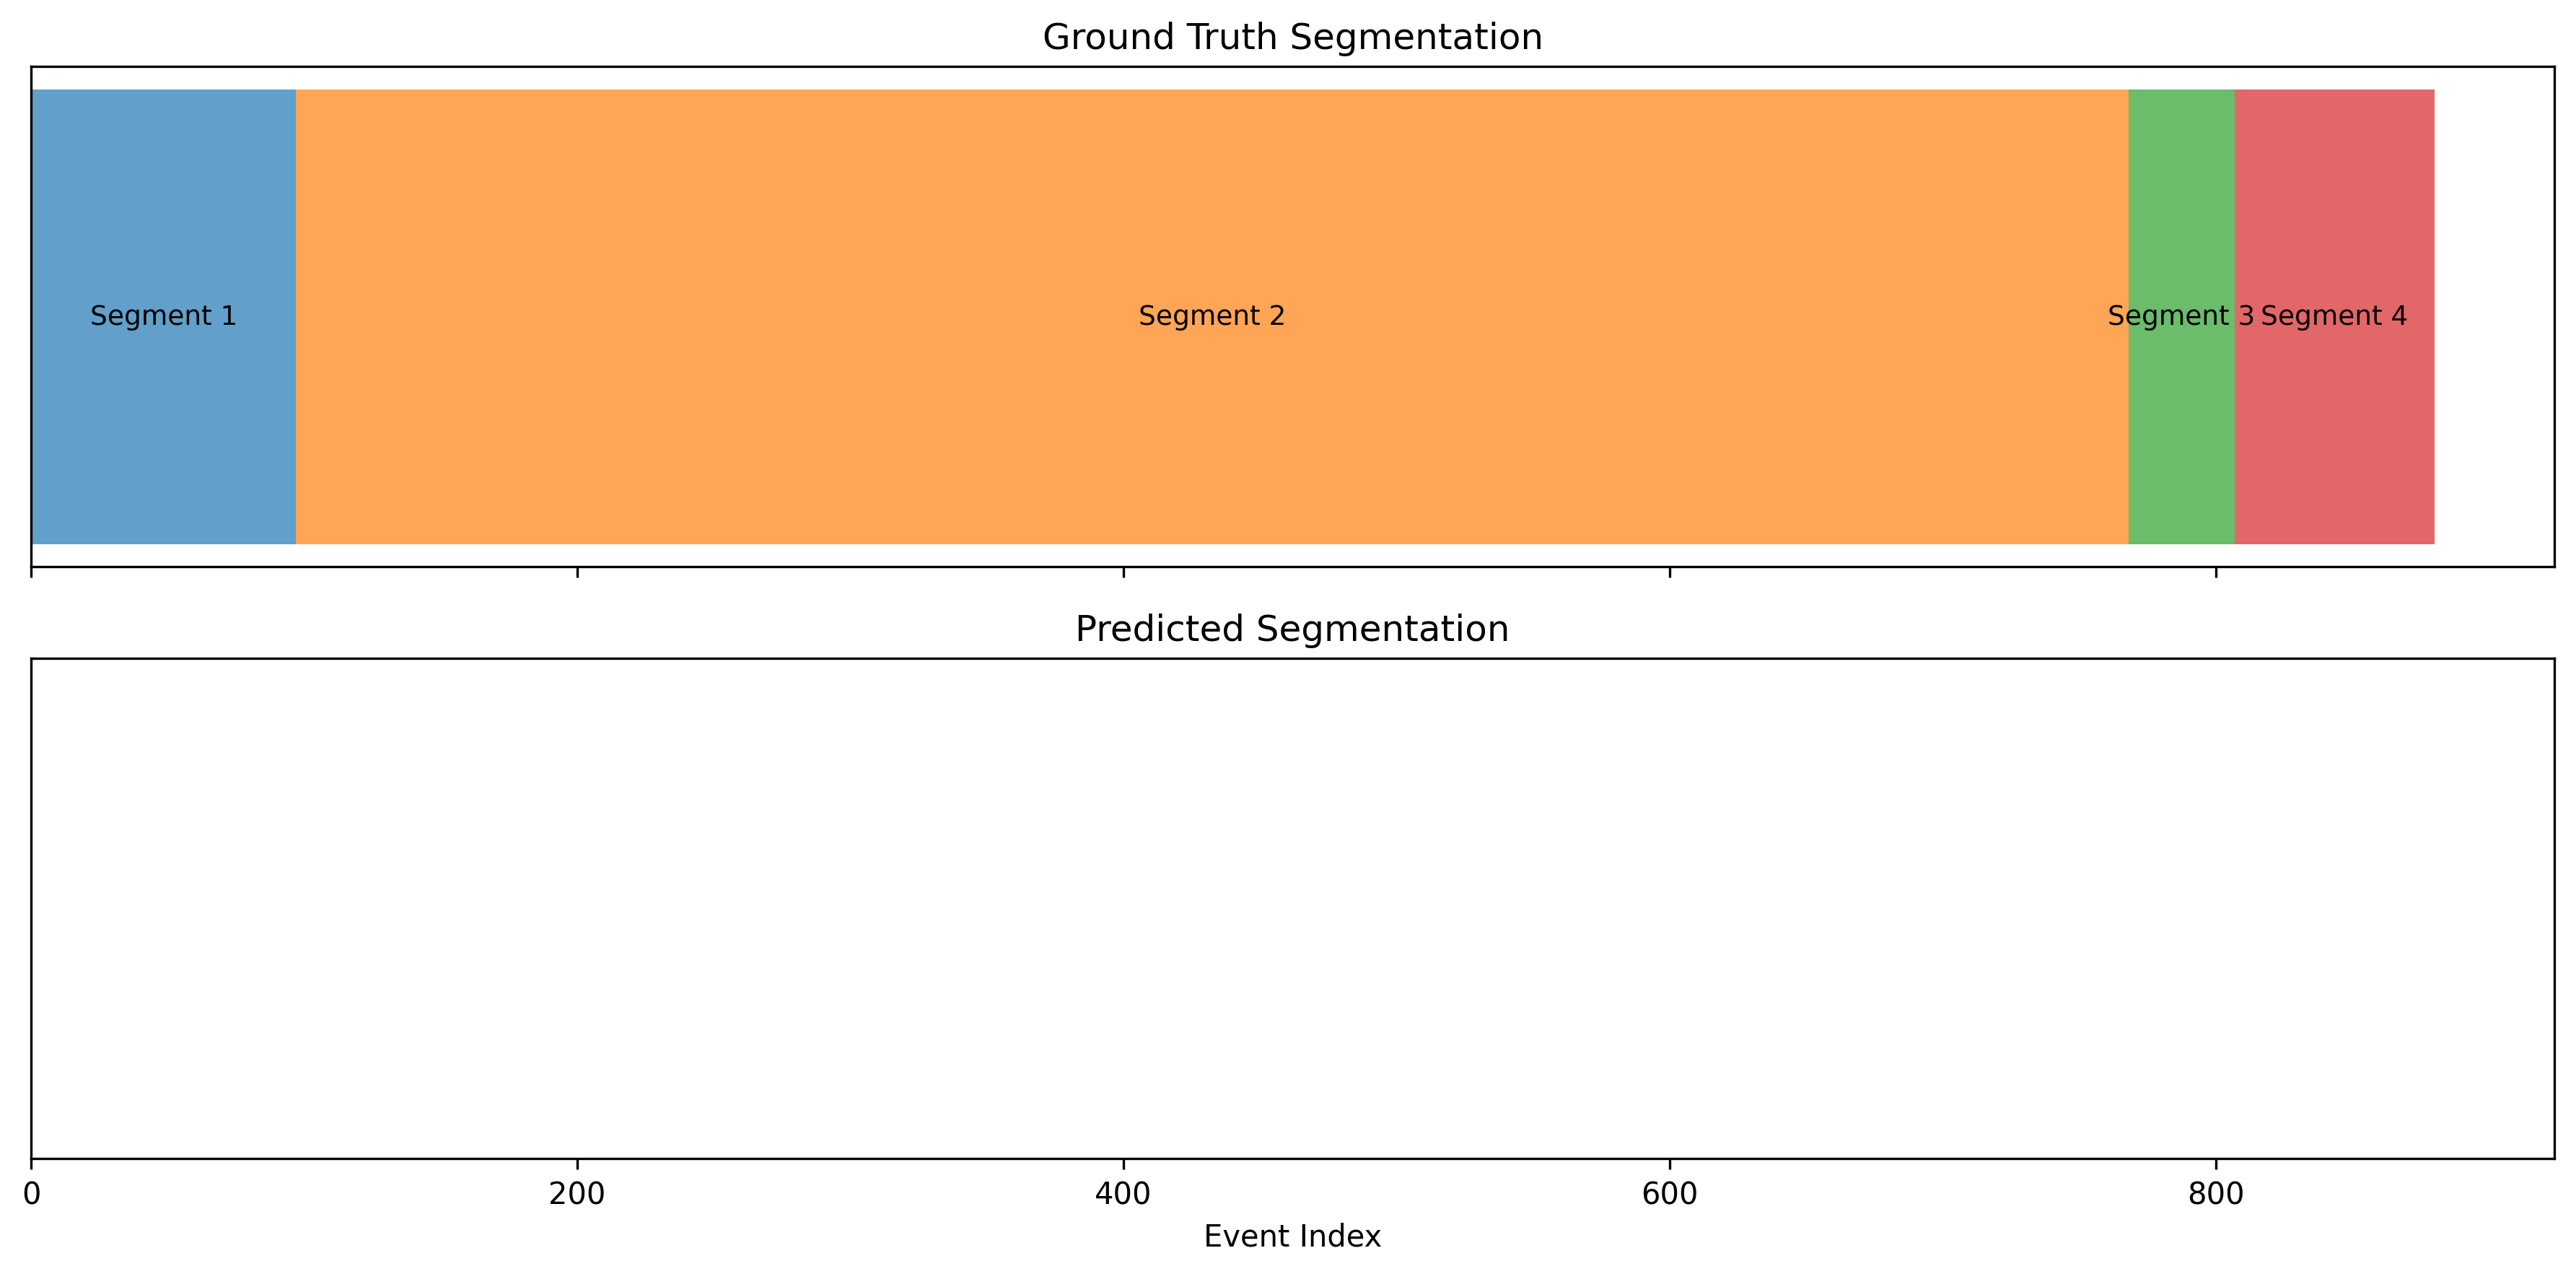 Ground Truth Segmentation
Segment 1
Segment 2
Segment 3
Segment 4
Predicted Segmentation
0
200
400
600
800
Event Index